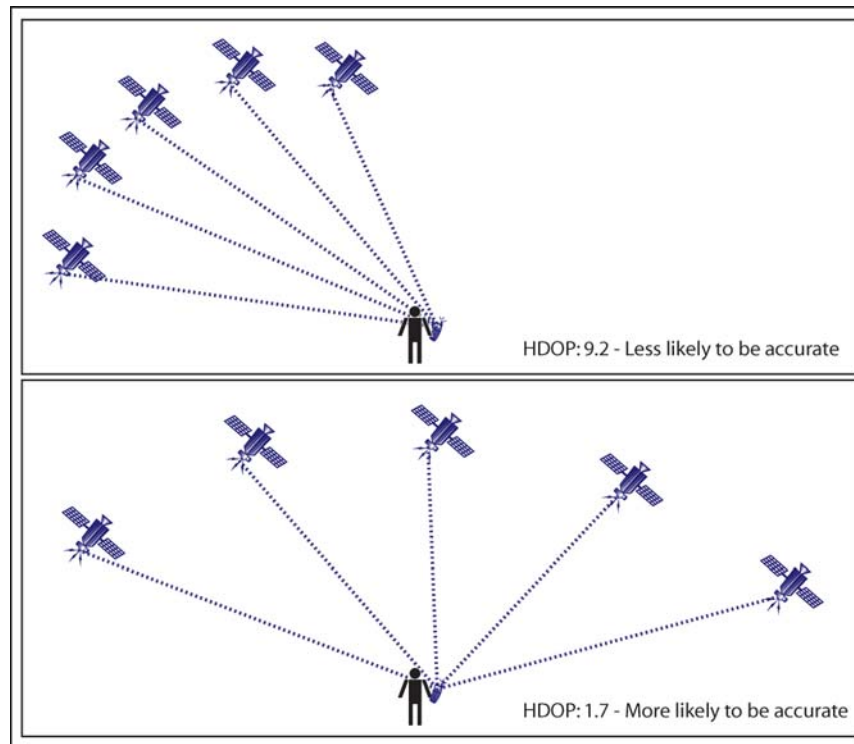 HDOP: 9.2 - Less likely to be accurate
HDOP: 1.7 - More likely to be accurate